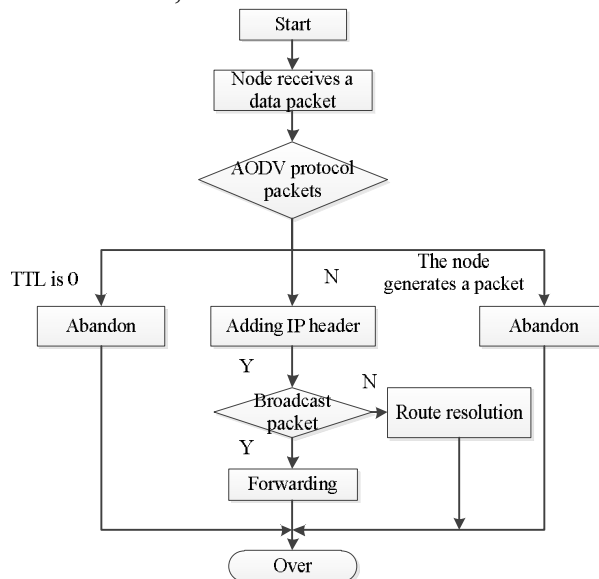 Start
Node receives a
data packet
AODV protocol
packets
TTL is 0
N
The node
generates a packet
Abandon
Adding IP header
Abandon
Y
N
Broadcast
packet
Route resolution
Y
Forwarding
Over